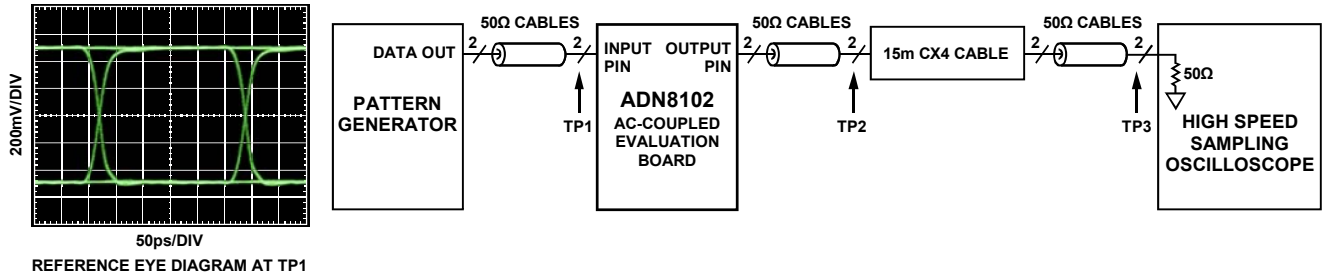 200mV/DIV
50ps/DIV
REFERENCE EYE DIAGRAM AT TP1
DATA OUT
PATTERN
GENERATOR
50Ω CABLES
2
2
TP1
INPUT
PIN
OUTPUT
PIN
ADN8102
AC-COUPLED
EVALUATION
BOARD
50Ω CABLES
2
2
TP2
15m CX4 CABLE
50Ω CABLES
2
2
TP3
50Ω
HIGH SPEED
SAMPLING
OSCILLOSCOPE